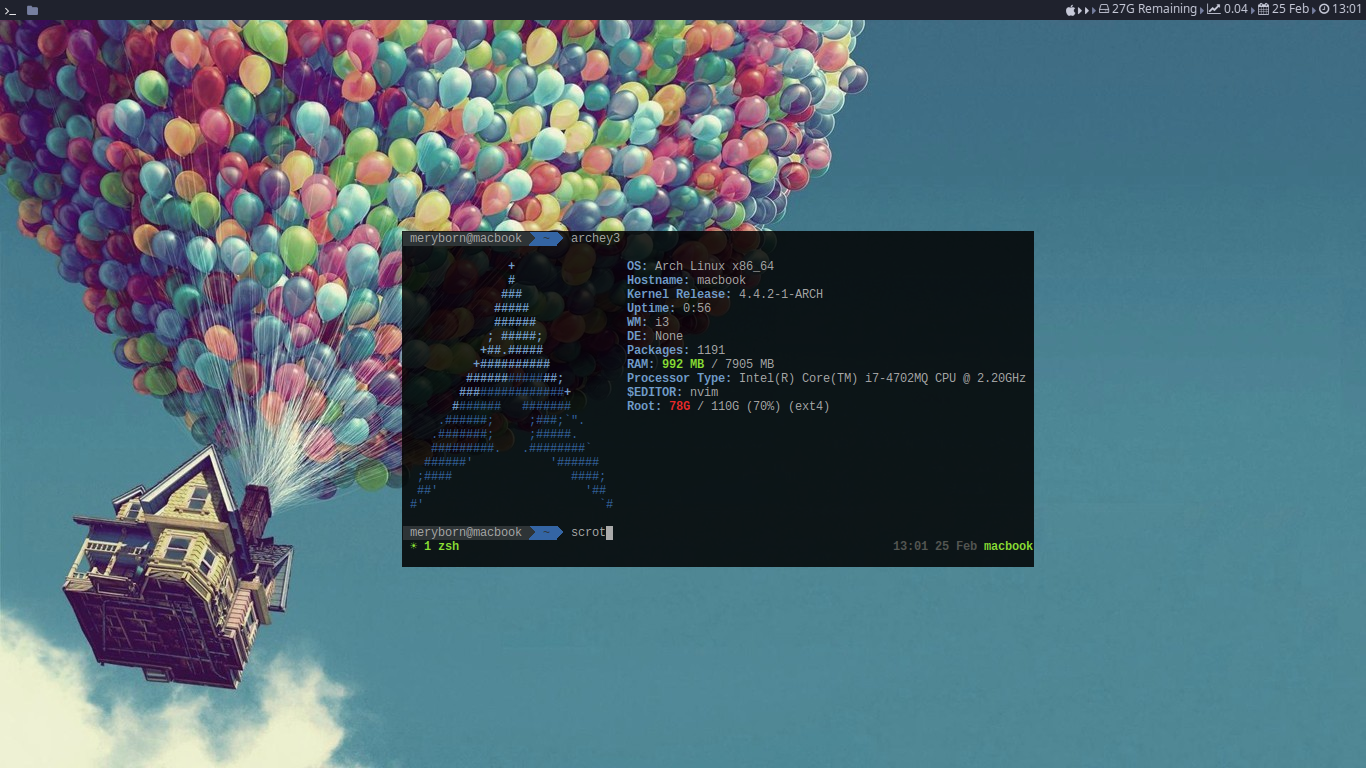 27G Remaining 0.04 25 Feb 13:01
meryborn@macbook ~ archey3
OS: Arch Linux x86_64
Hostname: macbook
Kernel Release: 4.4.2-1-ARCH
Uptime: 0:56
WM: i3
DE: None
Packages: 1191
RAM: 992 MB / 7905 MB
Processor Type: Intel(R) Core(TM) i7-4702MQ CPU @ 2.20GHz
$EDITOR: nvim
Root: 78G / 110G (70%) (ext4)
meryborn@macbook ~ scrot
1 zsh 13:01 25 Feb macbook